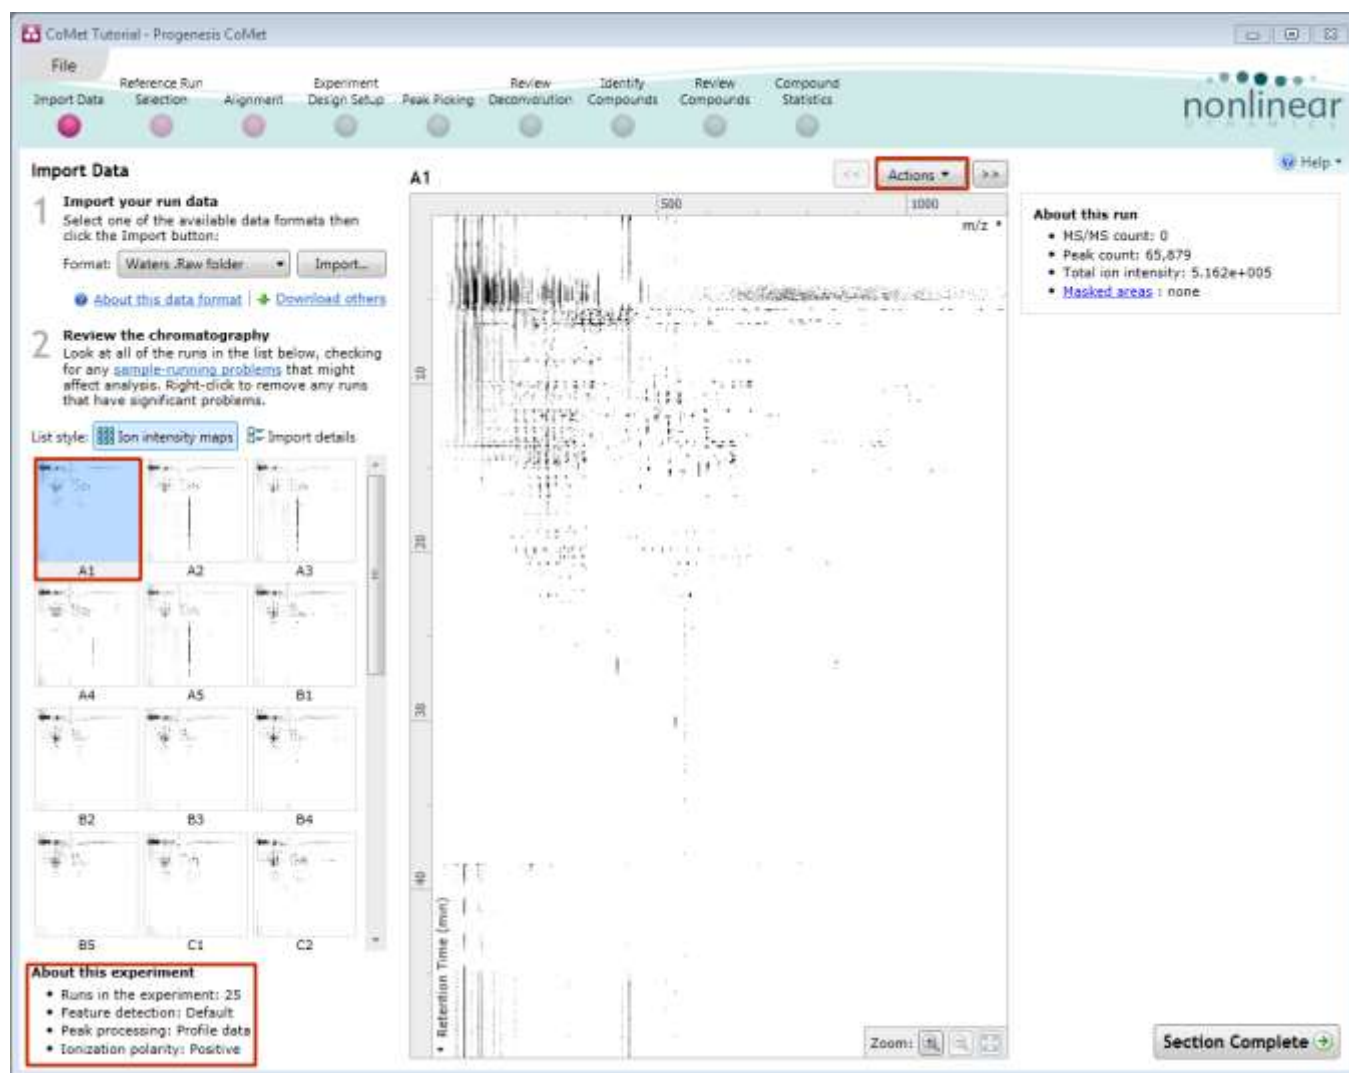 CoMet Tutorial - Progenesis CoMet
File
Import Data
Reference Run
Selection
Alignment
Experiment
Design Setup
Peak Picking
Review
Deconvolution
Identify
Compounds
Review
Compounds
Compound
Statistics
nonlinear
Help
Import Data
1 Import your run data
Select one of the available data formats then
click the Import button:
Format: Waters .Raw folder Import...
About this data format | Download others
2 Review the chromatography
Look at all of the runs in the list below, checking
for any sample-running problems that might
affect analysis. Right-click to remove any runs
that have significant problems.
List style: Ion intensity maps Import details
A1 A2 A3
A4 A5 B1
B2 B3 B4
B5 C1 C2
About this experiment
• Runs in the experiment: 25
• Feature detection: Default
• Peak processing: Profile data
• Ionization polarity: Positive
A1
<< Actions >>
500 1000
m/z
10
20
30
40
Retention Time (min)
Zoom:
About this run
• MS/MS count: 0
• Peak count: 65,879
• Total ion intensity: 5.162e+005
• Masked areas : none
Section Complete